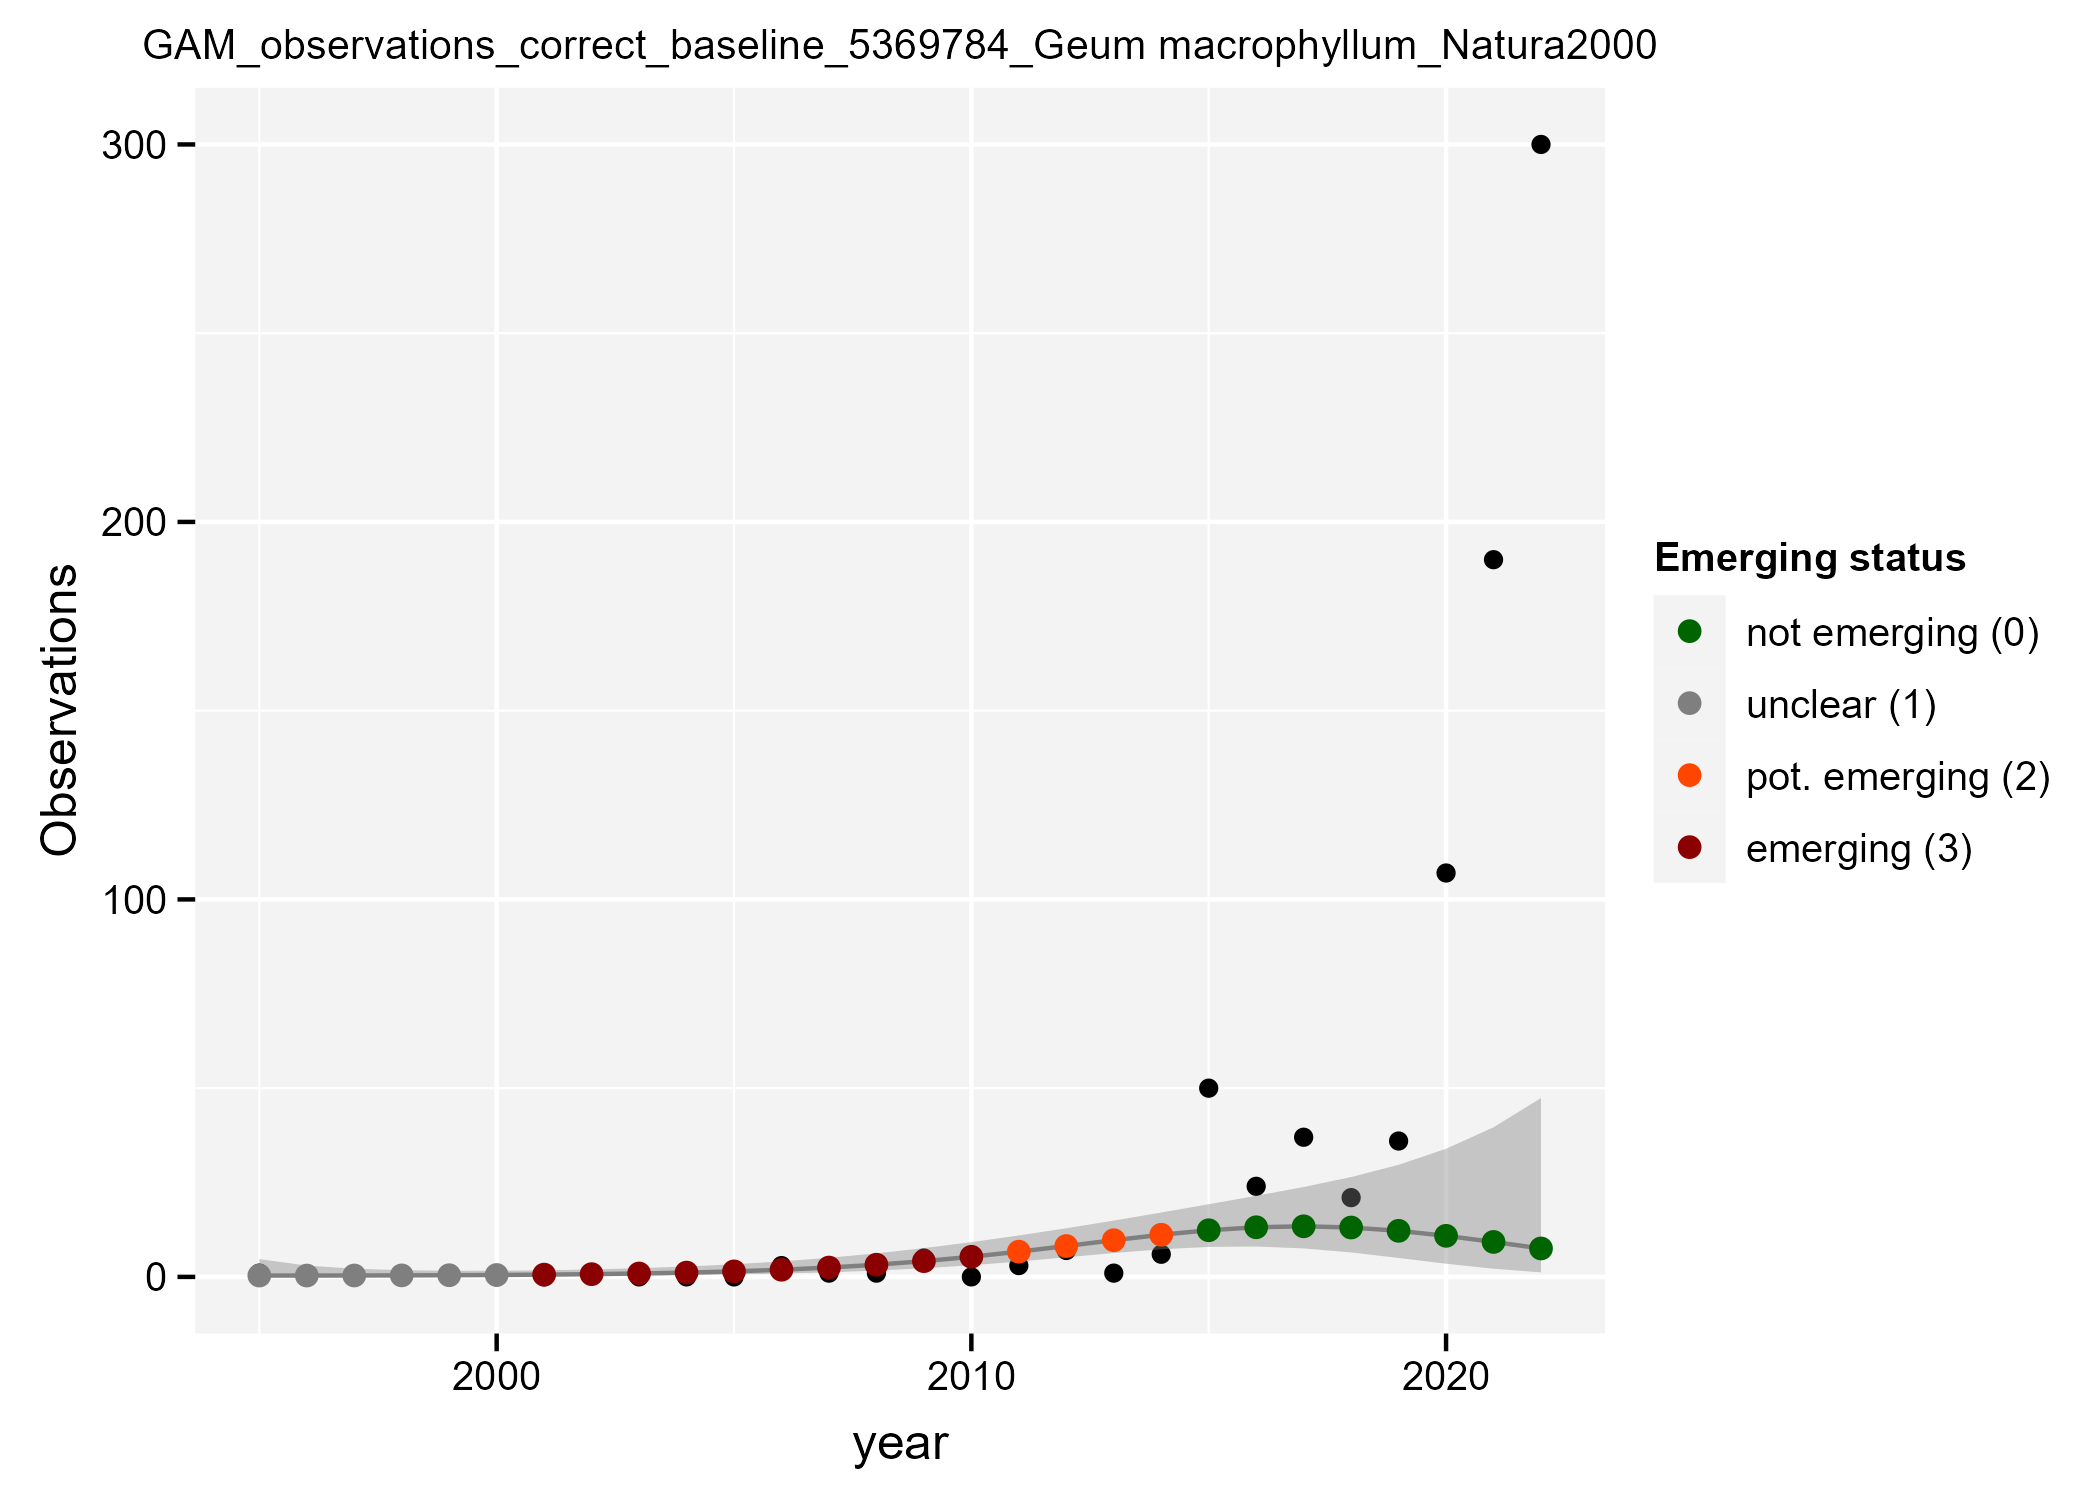 GAM_observations_correct_baseline_5369784_Geum macrophyllum_Natura2000
300
200
100
0
Observations
2000
2010
2020
year
Emerging status
not emerging (0)
unclear (1)
pot. emerging (2)
emerging (3)